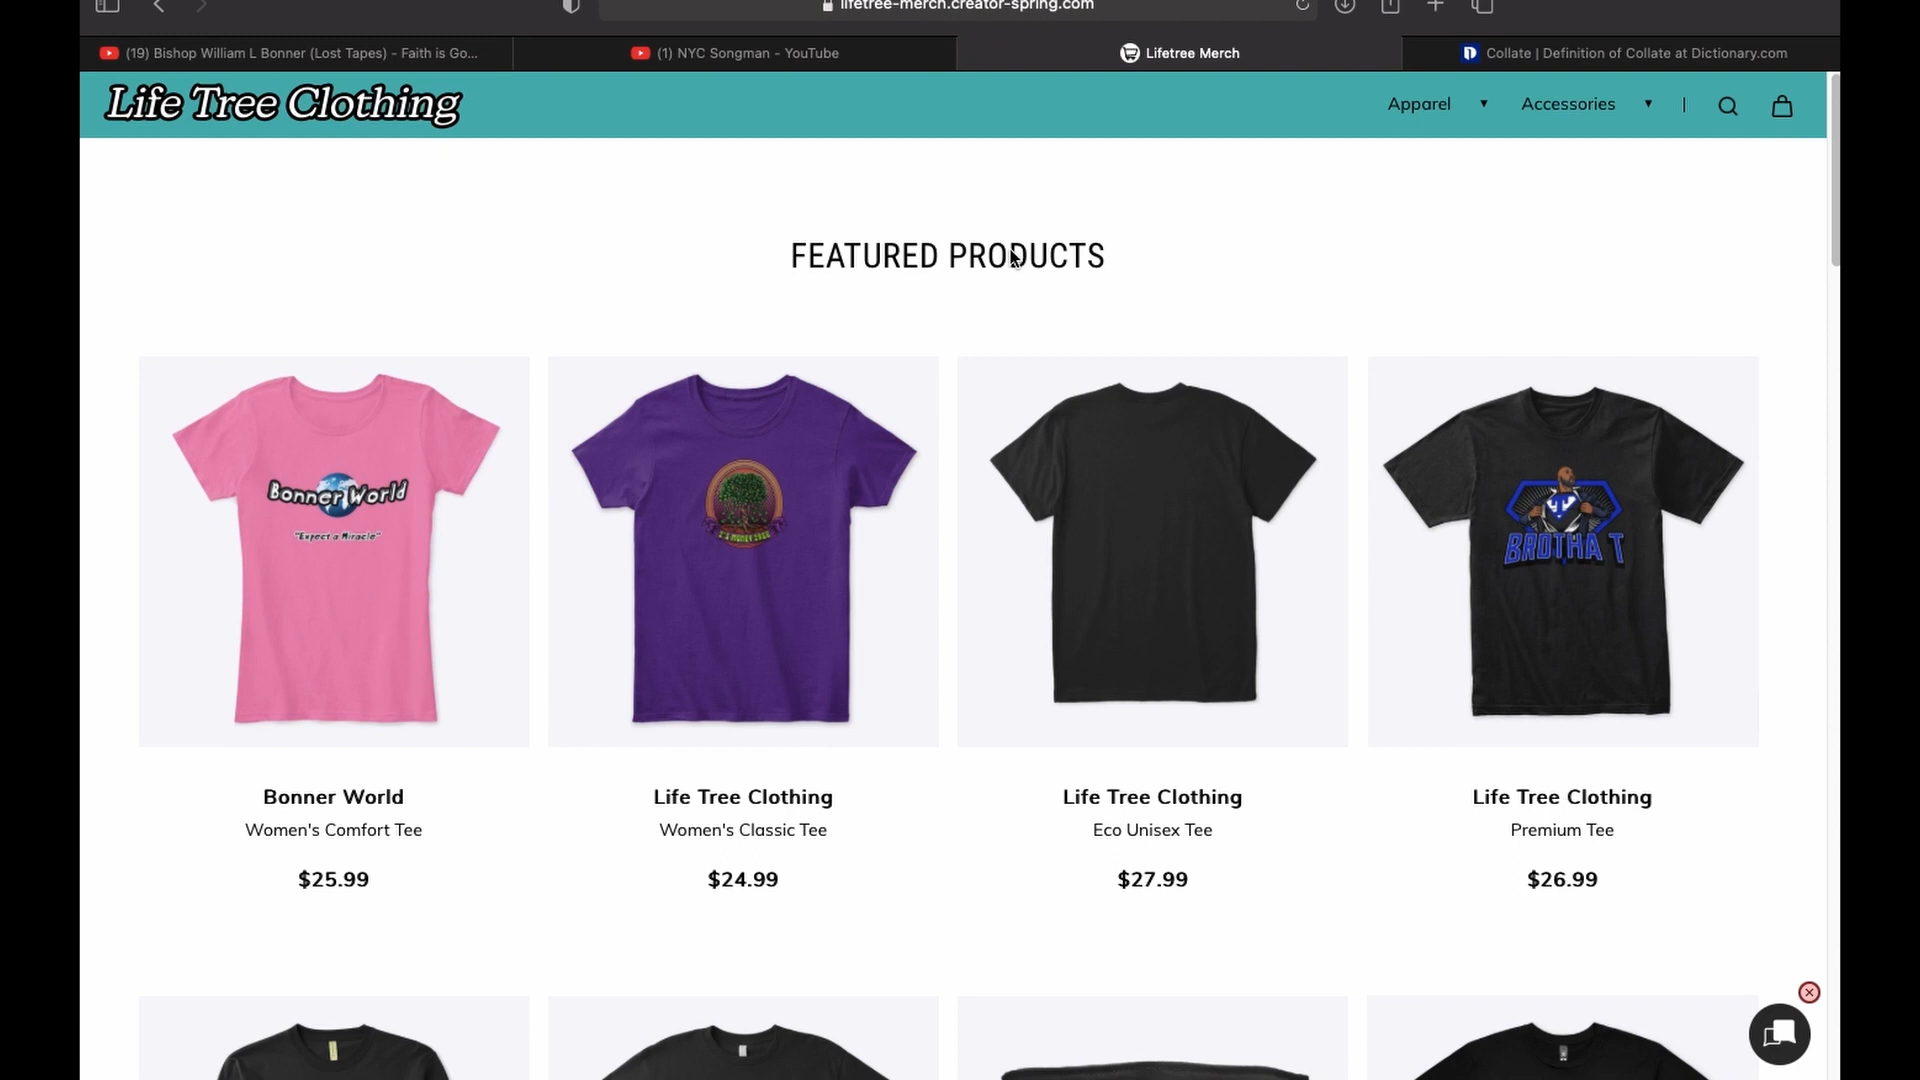 lifetree-merch.creator-spring.com
(19) Bishop William L Bonner (Lost Tapes) - Faith is Go...
(1) NYC Songman - YouTube
Lifetree Merch
Collate | Definition of Collate at Dictionary.com
Life Tree Clothing
Apparel ▼ Accessories ▼ |
FEATURED PRODUCTS
Bonner World
"Expect a Miracle"
T
BROTHA T
Bonner World
Women's Comfort Tee
$25.99
Life Tree Clothing
Women's Classic Tee
$24.99
Life Tree Clothing
Eco Unisex Tee
$27.99
Life Tree Clothing
Premium Tee
$26.99